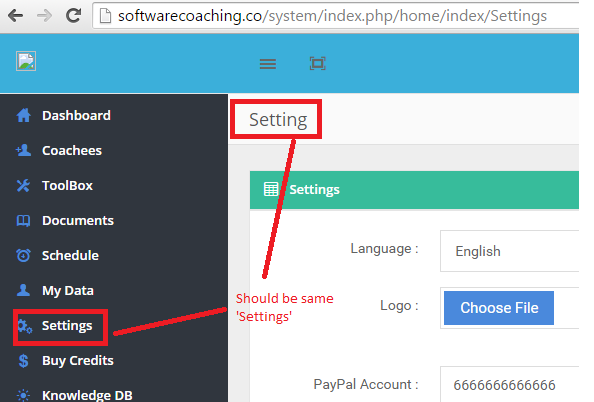 softwarecoaching.co/system/index.php/home/index/Settings
Dashboard
Coachees
ToolBox
Documents
Schedule
My Data
Settings
Buy Credits
Knowledge DB
Setting
Settings
Language :
English
Logo :
Choose File
PayPal Account :
6666666666666
Should be same
'Settings'